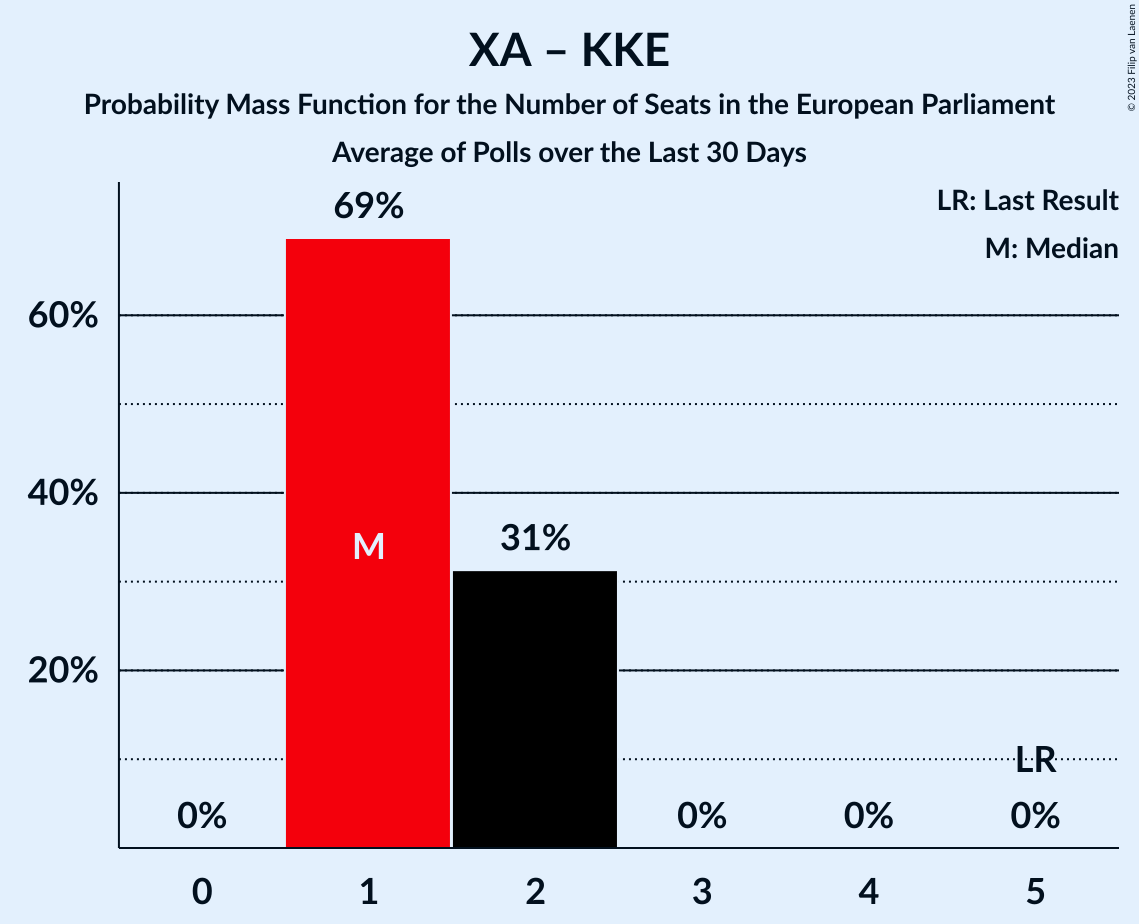 XA – KKE
Probability Mass Function for the Number of Seats in the European Parliament
Average of Polls over the Last 30 Days
© 2023 Filip van Laenen
LR: Last Result
M: Median
69%
60%
40%
31%
M
20%
LR
0%
0%
0%
0%
0 1 2 3 4 5